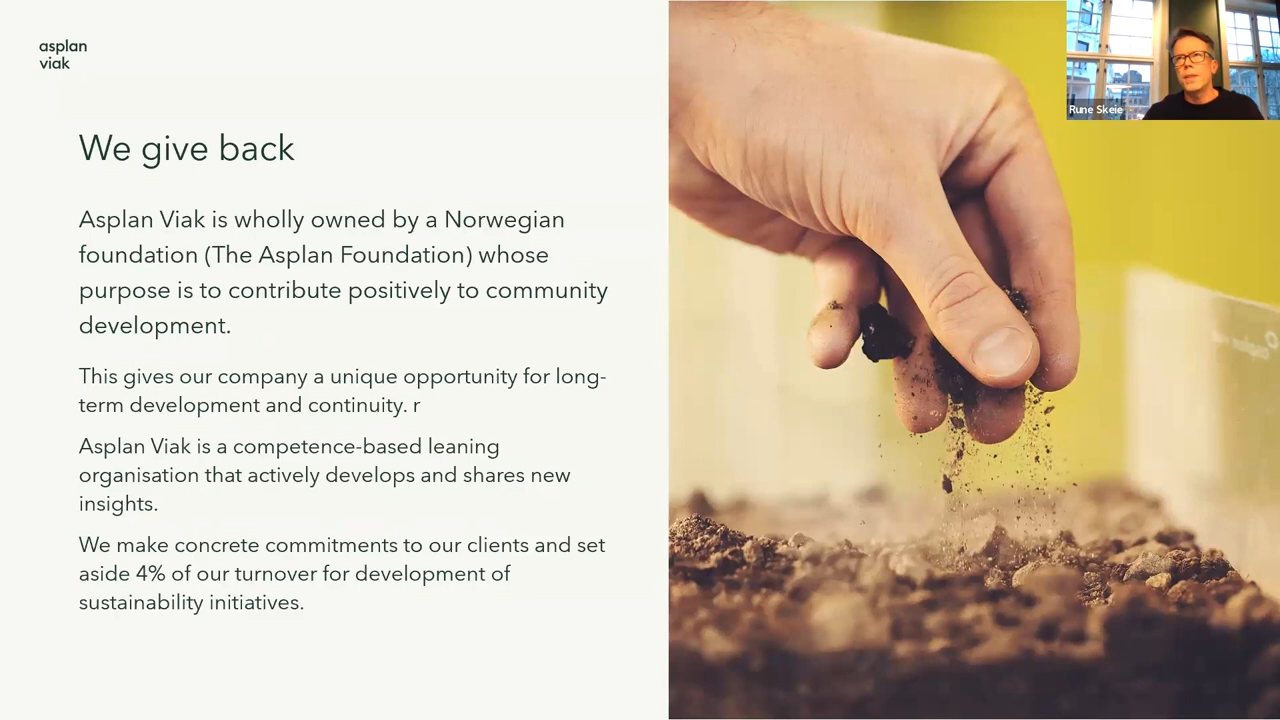 asplan
viak
We give back
Asplan Viak is wholly owned by a Norwegian
foundation (The Asplan Foundation) whose
purpose is to contribute positively to community
development.
This gives our company a unique opportunity for long-
term development and continuity. r
Asplan Viak is a competence-based leaning
organisation that actively develops and shares new
insights.
We make concrete commitments to our clients and set
aside 4% of our turnover for development of
sustainability initiatives.
Rune Skeie